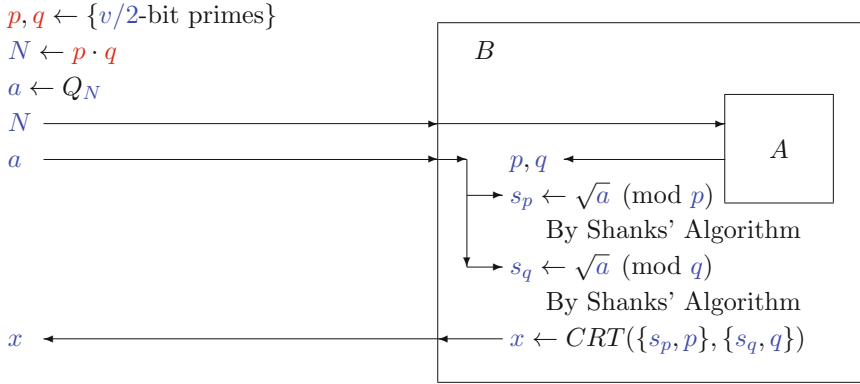 p, q ← {v/2-bit primes}
N ← p · q
B
a ← Q_N
N
A
a
p, q
s_p ← √a (mod p)
By Shanks' Algorithm
s_q ← √a (mod q)
By Shanks' Algorithm
x
x ← CRT({s_p, p}, {s_q, q})